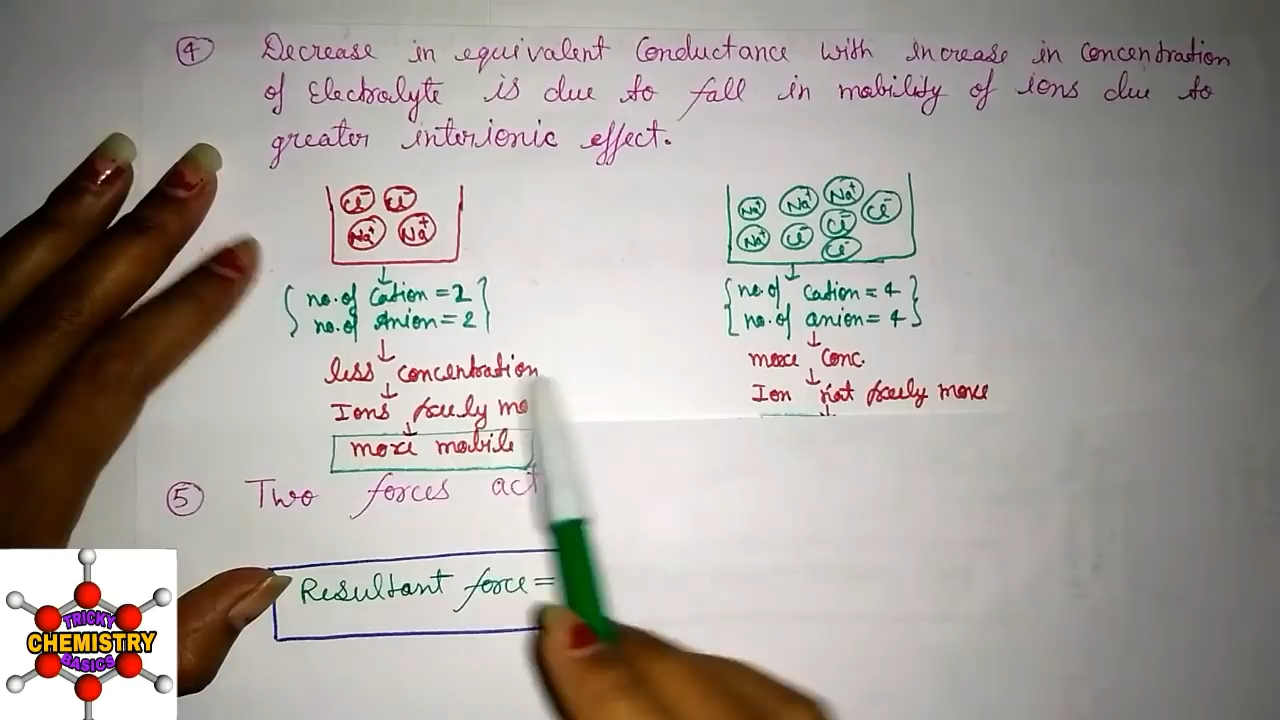 ④ Decrease in equivalent Conductance with increase in concentration
of Electrolyte is due to fall in mobility of ions due to
greater interionic effect.
Cl⁻ Cl⁻
Na⁺ Na⁺
no. of Cation = 2
no. of Anion = 2
less concentration
Ions freely mo
more mobile
Na⁺ Na⁺ Na⁺ Cl⁻
Na⁺ Cl⁻ Cl⁻
Cl⁻
no. of cation = 4
no. of anion = 4
more conc.
Ion not freely move
⑤ Two forces act
Resultant force =
TRICKY
CHEMISTRY
BASICS